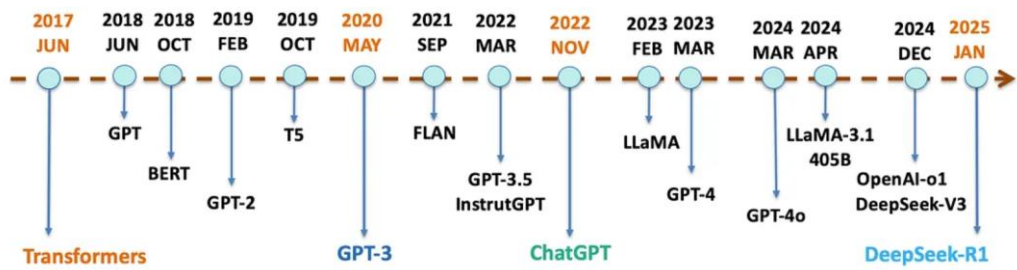 2017 2018 2018 2019 2019 2020 2021 2022 2022 2023 2023 2024 2024 2024 2025
JUN JUN OCT FEB OCT MAY SEP MAR NOV FEB MAR MAR APR DEC JAN
GPT
T5
FLAN
LLaMA
LLaMA-3.1
405B
BERT
GPT-2
GPT-3.5
InstrutGPT
GPT-4
GPT-4o
OpenAI-o1
DeepSeek-V3
Transformers
GPT-3
ChatGPT
DeepSeek-R1